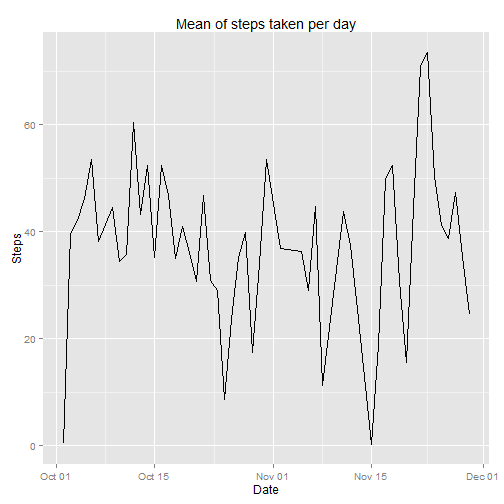 Mean of steps taken per day
60
40
20
0
Steps
Oct 01
Oct 15
Nov 01
Nov 15
Dec 01
Date